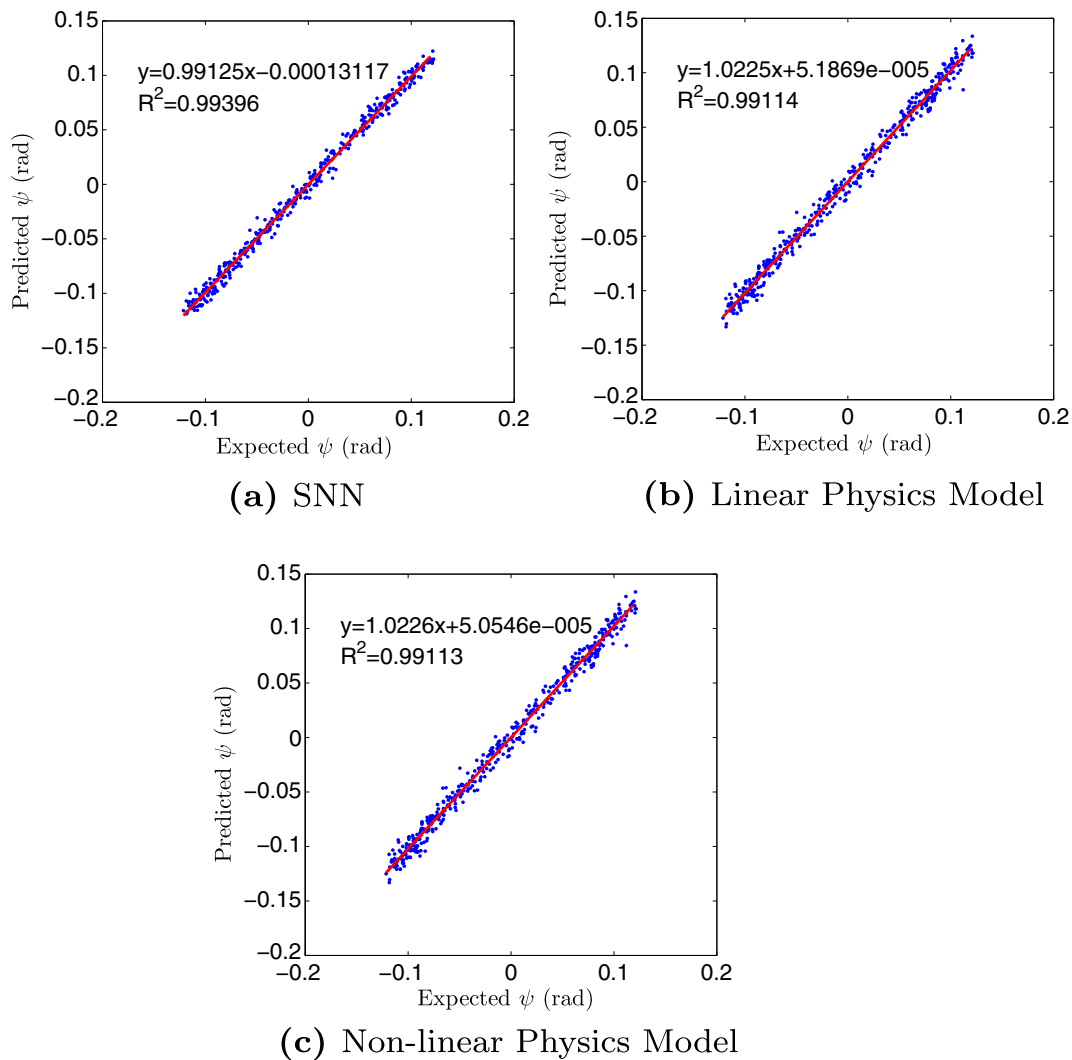 0.15
0.1
0.05
0
−0.05
−0.1
−0.15
−0.2
Predicted ψ (rad)
y=0.99125x−0.00013117
R²=0.99396
−0.2 −0.1 0 0.1 0.2
Expected ψ (rad)
(a) SNN
0.15
0.1
0.05
0
−0.05
−0.1
−0.15
−0.2
Predicted ψ (rad)
y=1.0225x+5.1869e−005
R²=0.99114
−0.2 −0.1 0 0.1 0.2
Expected ψ (rad)
(b) Linear Physics Model
0.15
0.1
0.05
0
−0.05
−0.1
−0.15
−0.2
Predicted ψ (rad)
y=1.0226x+5.0546e−005
R²=0.99113
−0.2 −0.1 0 0.1 0.2
Expected ψ (rad)
(c) Non-linear Physics Model